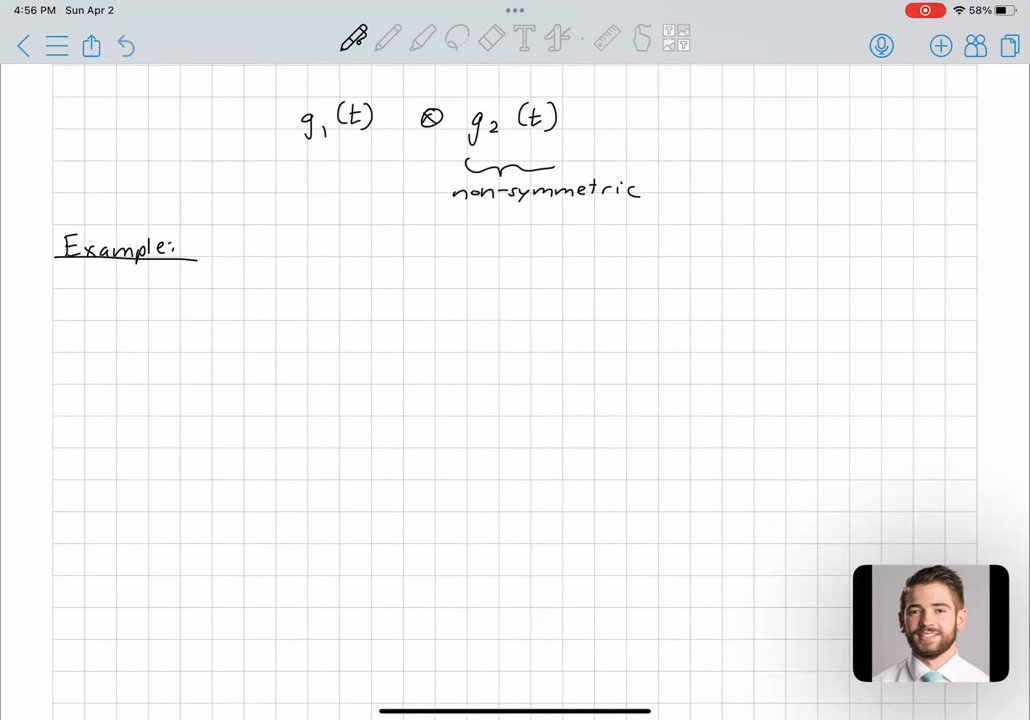 4:56 PM Sun Apr 2
58%
g₁(t) ⊗ g₂(t)
non-symmetric
Example: